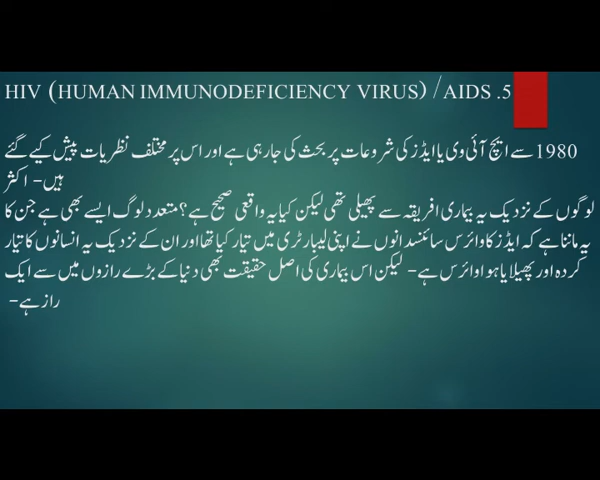 HIV (HUMAN IMMUNODEFICIENCY VIRUS) / AIDS .5
1980 سے ایچ آئی وی یا ایڈز کی شروعات پر بحث کی جارہی ہے اور اس پر مختلف نظریات پیش کیے گئے
ہیں- اکثر
لوگوں کے نزدیک یہ بیماری افریقہ سے پھیلی تھی لیکن کیا یہ واقعی صحیح ہے؟ متعدد لوگ ایسے بھی ہے جن کا
یہ ماننا ہے کہ ایڈز کا وائرس سائنسدانوں نے اپنی لیبارٹری میں تیار کیا تھا اور ان کے نزدیک یہ انسانوں کا تیار
کردہ اور پھیلایا ہوا وائرس ہے- لیکن اس بیماری کی اصل حقیقت بھی دنیا کے بڑے رازوں میں سے ایک
راز ہے-